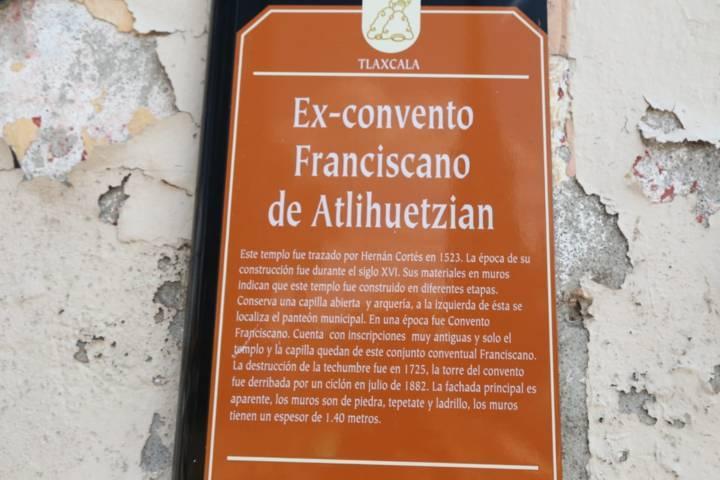 TLAXCALA
Ex-convento
Franciscano
de Atlihuetzian
Este templo fue trazado por Hernán Cortés en 1523. La época de su
construcción fue durante el siglo XVI. Sus materiales en muros
indican que este templo fue construido en diferentes etapas.
Conserva una capilla abierta y arquería, a la izquierda de ésta se
localiza el panteón municipal. En una época fue Convento
Franciscano. Cuenta con inscripciones muy antiguas y solo el
templo y la capilla quedan de este conjunto conventual Franciscano.
La destrucción de la techumbre fue en 1725, la torre del convento
fue derribada por un ciclón en julio de 1882. La fachada principal es
aparente, los muros son de piedra, tepetate y ladrillo, los muros
tienen un espesor de 1.40 metros.